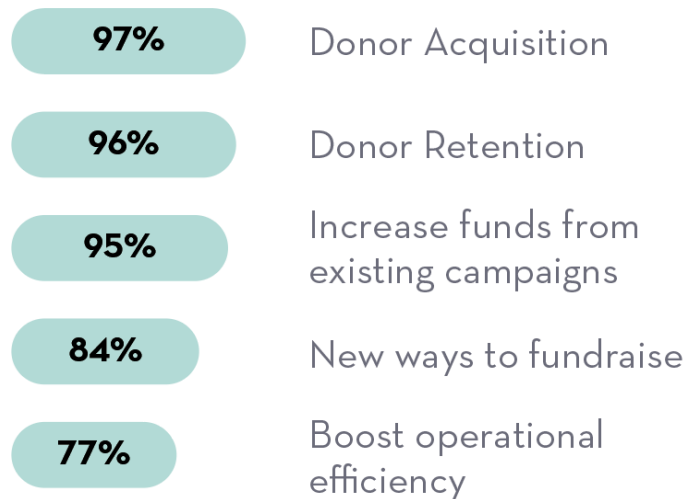 97%
Donor Acquisition
96%
Donor Retention
95%
Increase funds from
existing campaigns
84%
New ways to fundraise
77%
Boost operational
efficiency